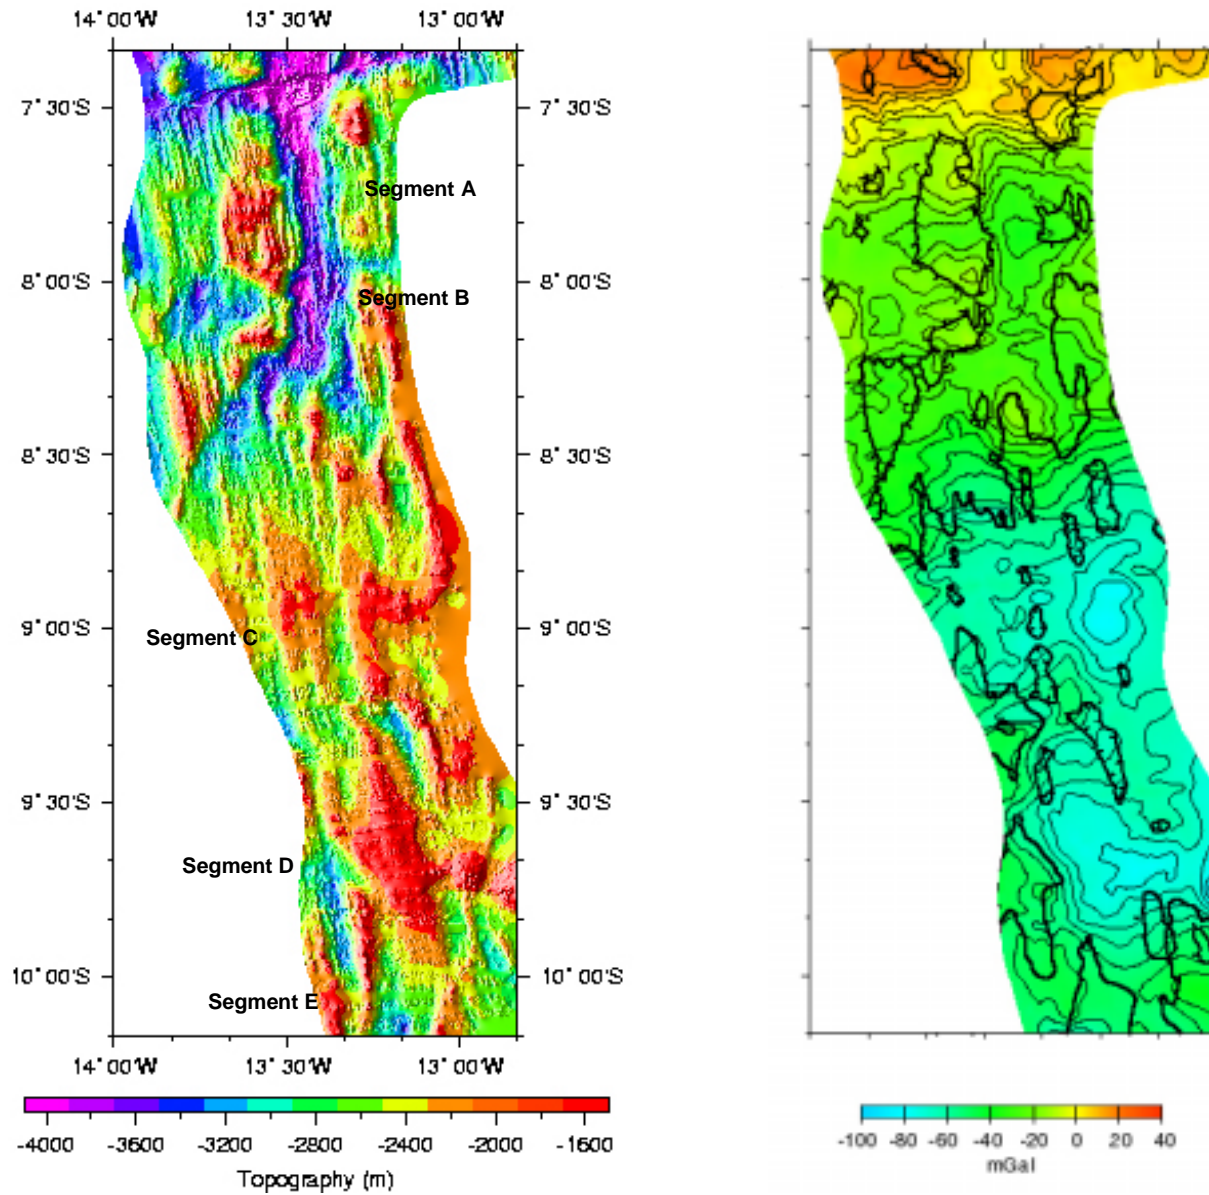 14˚00'W 13˚30'W 13˚00'W
7˚30'S 7˚30'S
Segment A
8˚00'S 8˚00'S
Segment B
8˚30'S 8˚30'S
9˚00'S 9˚00'S
Segment C
9˚30'S 9˚30'S
Segment D
10˚00'S 10˚00'S
Segment E
14˚00'W 13˚30'W 13˚00'W
-4000 -3600 -3200 -2800 -2400 -2000 -1600
Topography (m)
-100 -80 -60 -40 -20 0 20 40
mGal